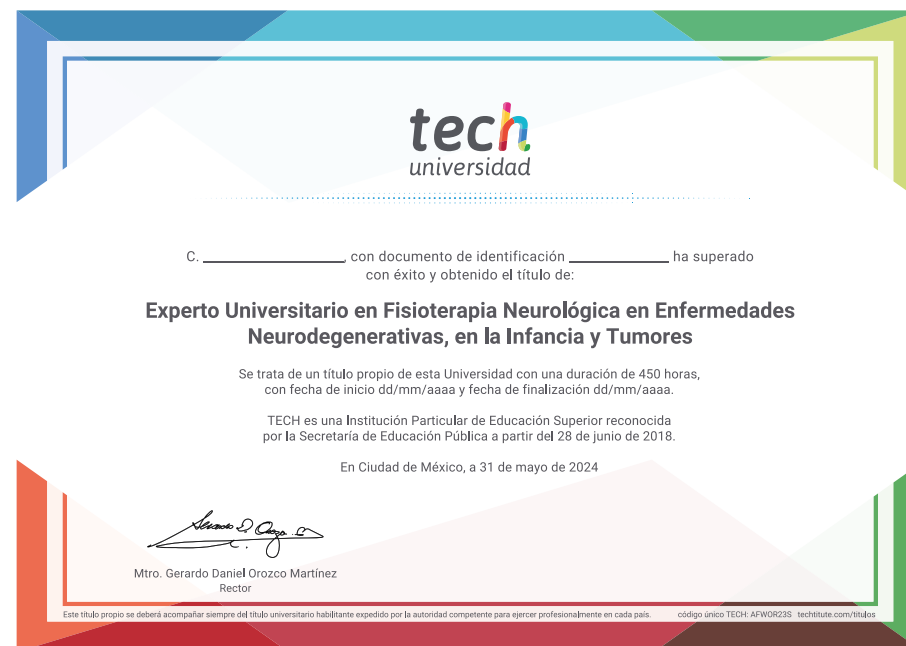 tech
universidad
C. ____________, con documento de identificación ____________ ha superado
con éxito y obtenido el título de:
Experto Universitario en Fisioterapia Neurológica en Enfermedades
Neurodegenerativas, en la Infancia y Tumores
Se trata de un título propio de esta Universidad con una duración de 450 horas,
con fecha de inicio dd/mm/aaaa y fecha de finalización dd/mm/aaaa.
TECH es una Institución Particular de Educación Superior reconocida
por la Secretaría de Educación Pública a partir del 28 de junio de 2018.
En Ciudad de México, a 31 de mayo de 2024
Mtro. Gerardo Daniel Orozco Martínez
Rector
Este título propio se deberá acompañar siempre del título universitario habilitante expedido por la autoridad competente para ejercer profesionalmente en cada país. código único TECH: AFWOR23S techtitute.com/titulos